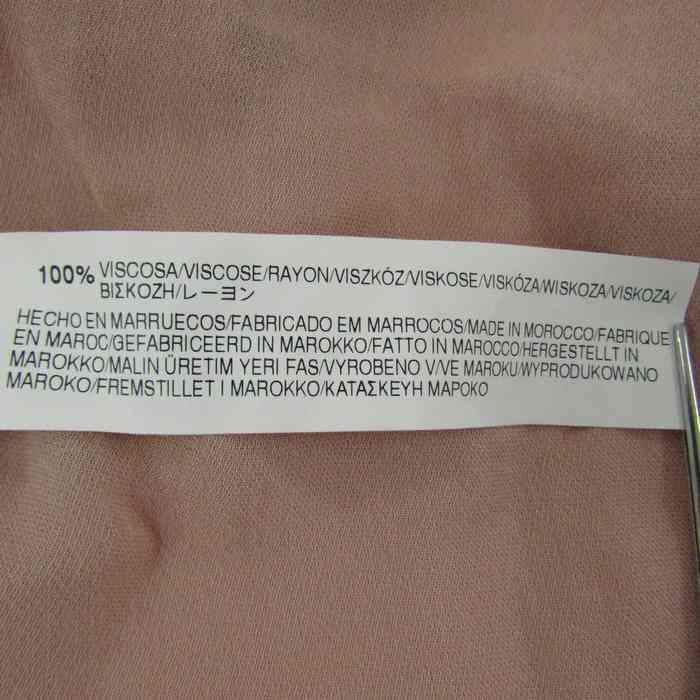 100% VISCOSA/VISCOSE/RAYON/VISZKÓZ/VISKOSE/VISKÓZA/WISKOZA/VISKOZA/
ΒΙΣΚΟΖΗ/レーヨン
HECHO EN MARRUECOS/FABRICADO EM MARROCOS/MADE IN MOROCCO/FABRIQUE
EN MAROC/GEFABRICEERD IN MAROKKO/FATTO IN MAROCCO/HERGESTELLT IN
MAROKKO/MALIN ÜRETIM YERI FAS/VYROBENO V/VE MAROKU/WYPRODUKOWANO
MAROKO/FREMSTILLET I MAROKKO/ΚΑΤΑΣΚΕΥΗ ΜΑΡΟΚΟ